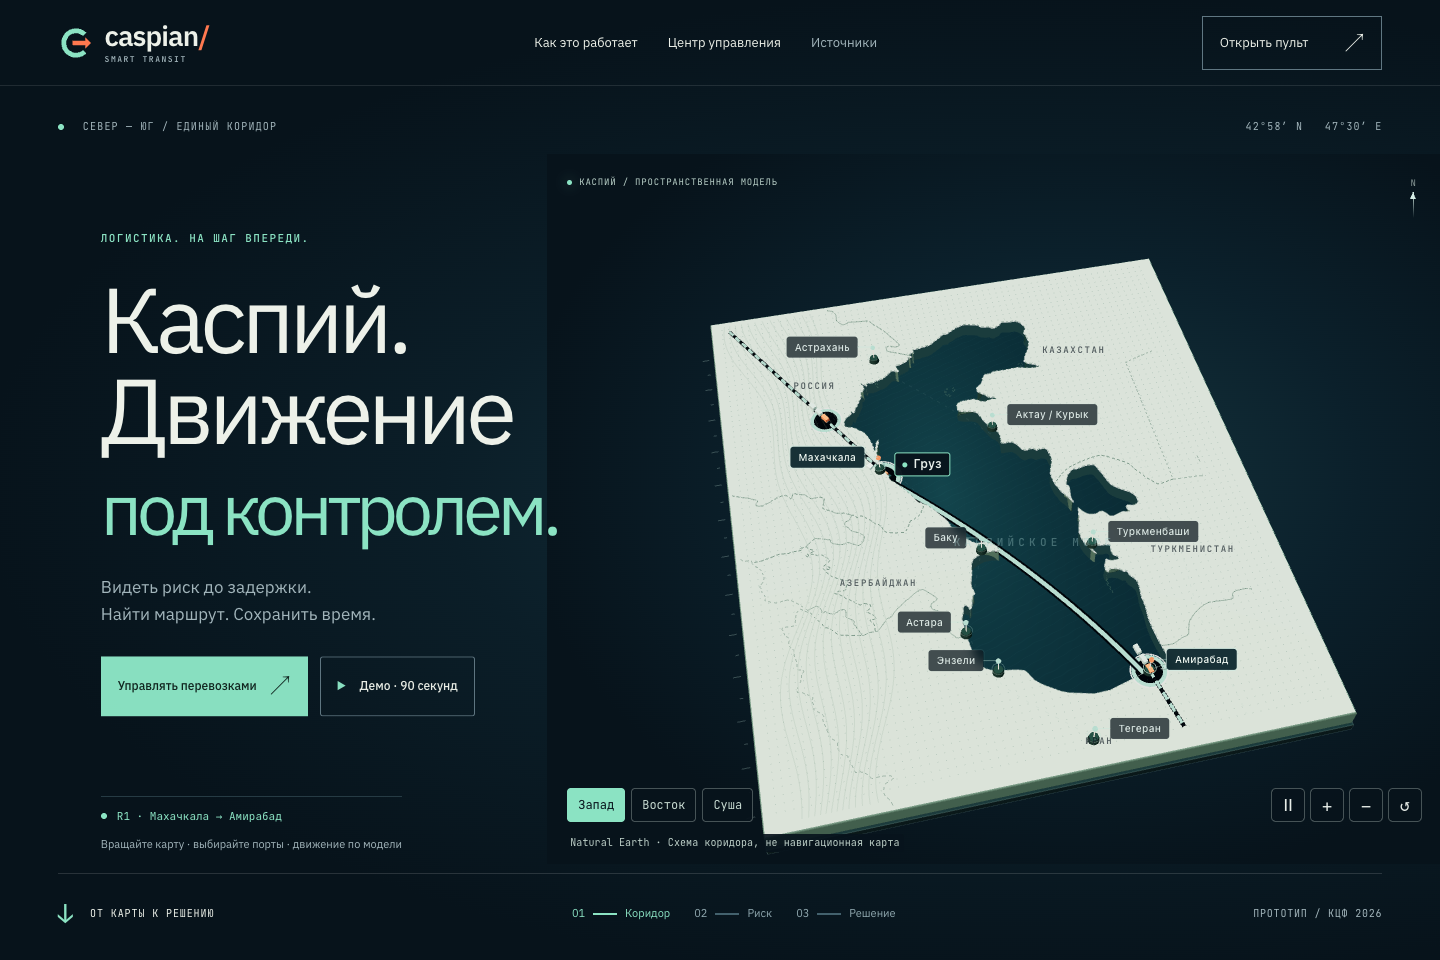 caspian/
SMART TRANSIT
Как это работает
Центр управления
Источники
Открыть пульт
СЕВЕР — ЮГ / ЕДИНЫЙ КОРИДОР
42°58′ N 47°30′ E
КАСПИЙ / ПРОСТРАНСТВЕННАЯ МОДЕЛЬ
N
ЛОГИСТИКА. НА ШАГ ВПЕРЕДИ.
Каспий.
Движение
под контролем.
Видеть риск до задержки.
Найти маршрут. Сохранить время.
Управлять перевозками
Демо · 90 секунд
R1 · Махачкала → Амирабад
Вращайте карту · выбирайте порты · движение по модели
Астрахань
КАЗАХСТАН
РОССИЯ
Актау / Курык
Махачкала
Груз
Туркменбаши
Баку
ТУРКМЕНИСТАН
АЗЕРБАЙДЖАН
Астара
Энзели
Амирабад
Тегеран
Запад
Восток
Суша
Natural Earth · Схема коридора, не навигационная карта
ОТ КАРТЫ К РЕШЕНИЮ
01 Коридор
02 Риск
03 Решение
ПРОТОТИП / КЦФ 2026